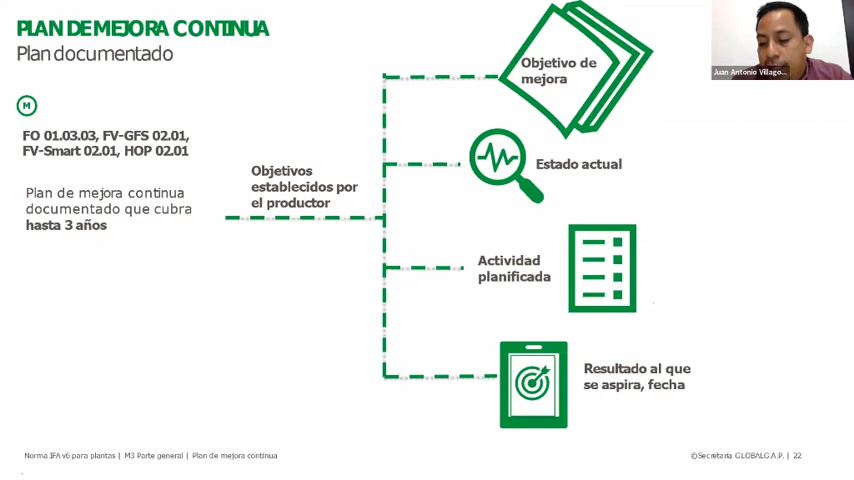 PLAN DE MEJORA CONTINUA
Plan documentado
M
FO 01.03.03, FV-GFS 02.01,
FV-Smart 02.01, HOP 02.01
Plan de mejora continua
documentado que cubra
hasta 3 años
Objetivos
establecidos por
el productor
Objetivo de
mejora
Estado actual
Actividad
planificada
Resultado al que
se aspira, fecha
Juan Antonio Villago...
Norma IFA v6 para plantas | M3 Parte general | Plan de mejora continua
©Secretaría GLOBALG.A.P. | 22